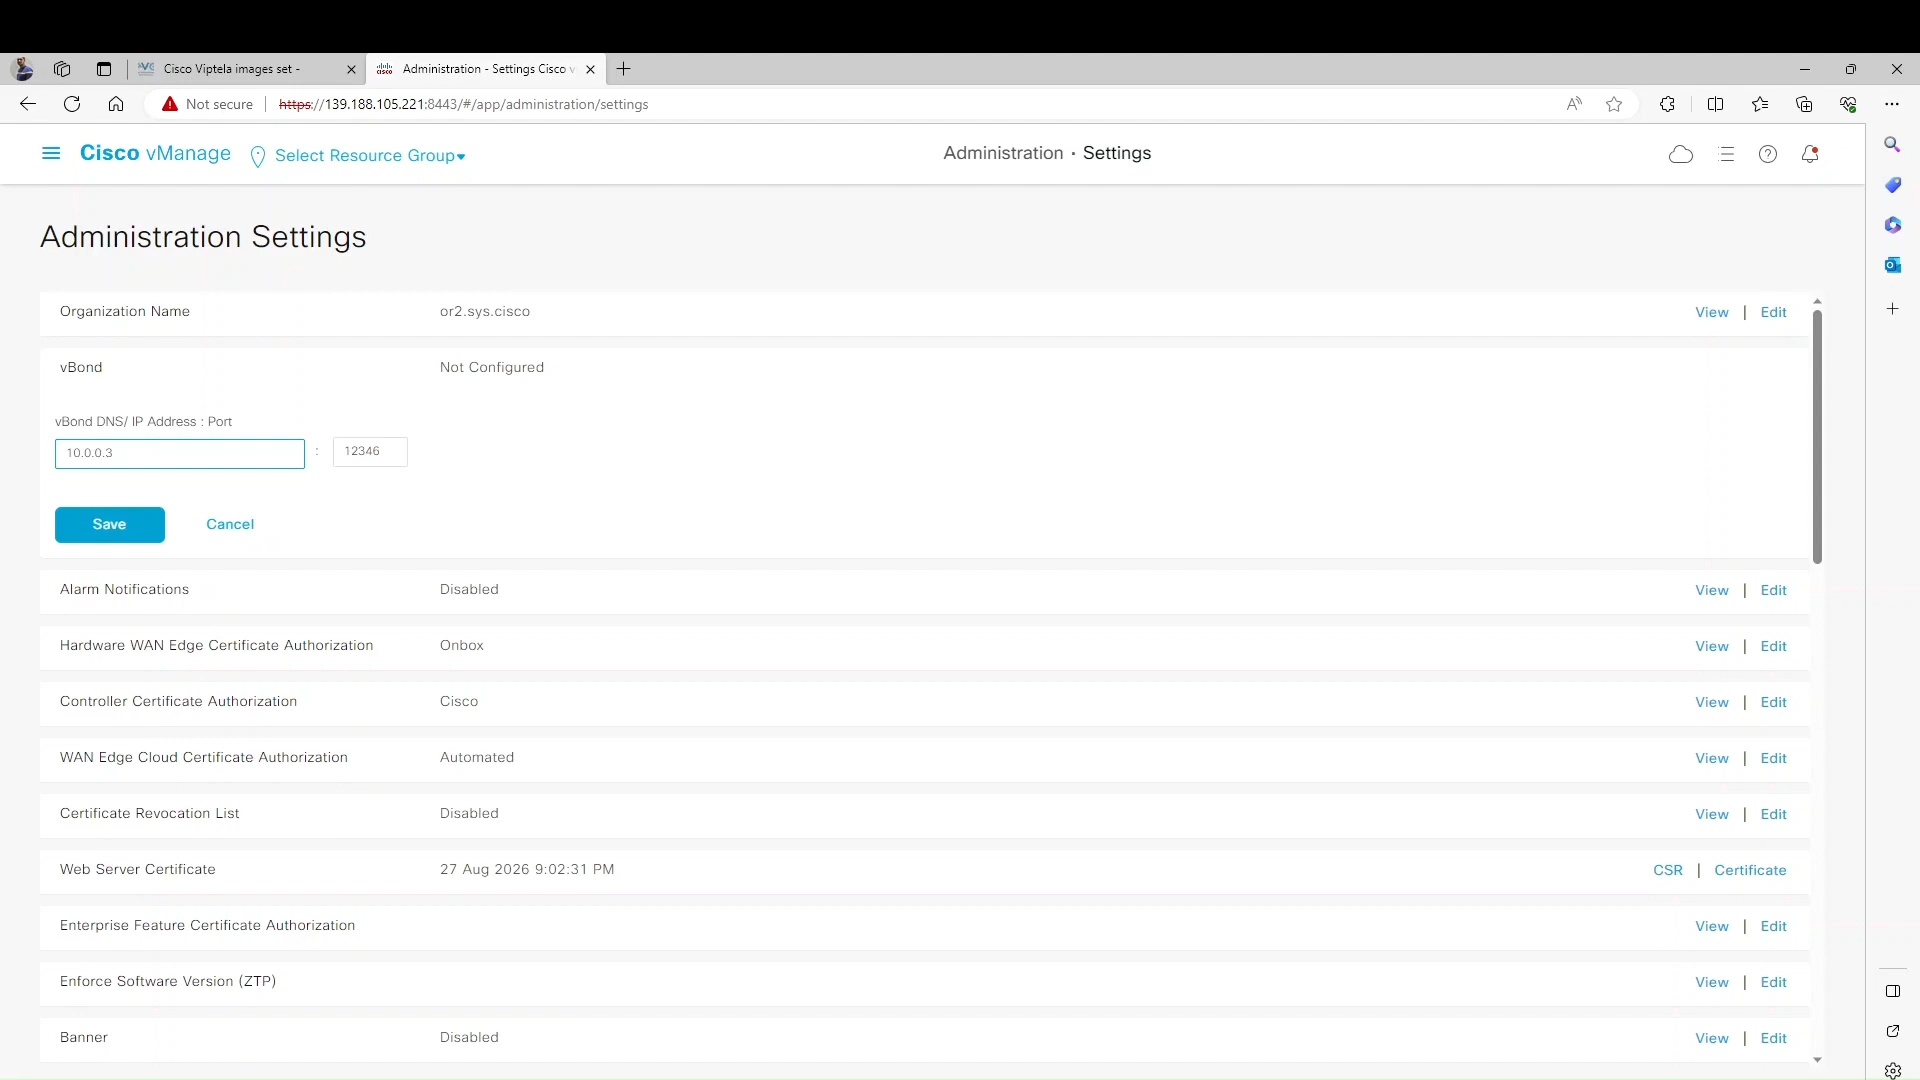 Cisco Viptela images set -
Administration - Settings Cisco v
Not secure https://139.188.105.221:8443/#/app/administration/settings
Cisco vManage Select Resource Group
Administration · Settings
Administration Settings
Organization Name or2.sys.cisco View | Edit
vBond Not Configured
vBond DNS/ IP Address : Port
10.0.0.3 : 12346
Save Cancel
Alarm Notifications Disabled View | Edit
Hardware WAN Edge Certificate Authorization Onbox View | Edit
Controller Certificate Authorization Cisco View | Edit
WAN Edge Cloud Certificate Authorization Automated View | Edit
Certificate Revocation List Disabled View | Edit
Web Server Certificate 27 Aug 2026 9:02:31 PM CSR | Certificate
Enterprise Feature Certificate Authorization View | Edit
Enforce Software Version (ZTP) View | Edit
Banner Disabled View | Edit